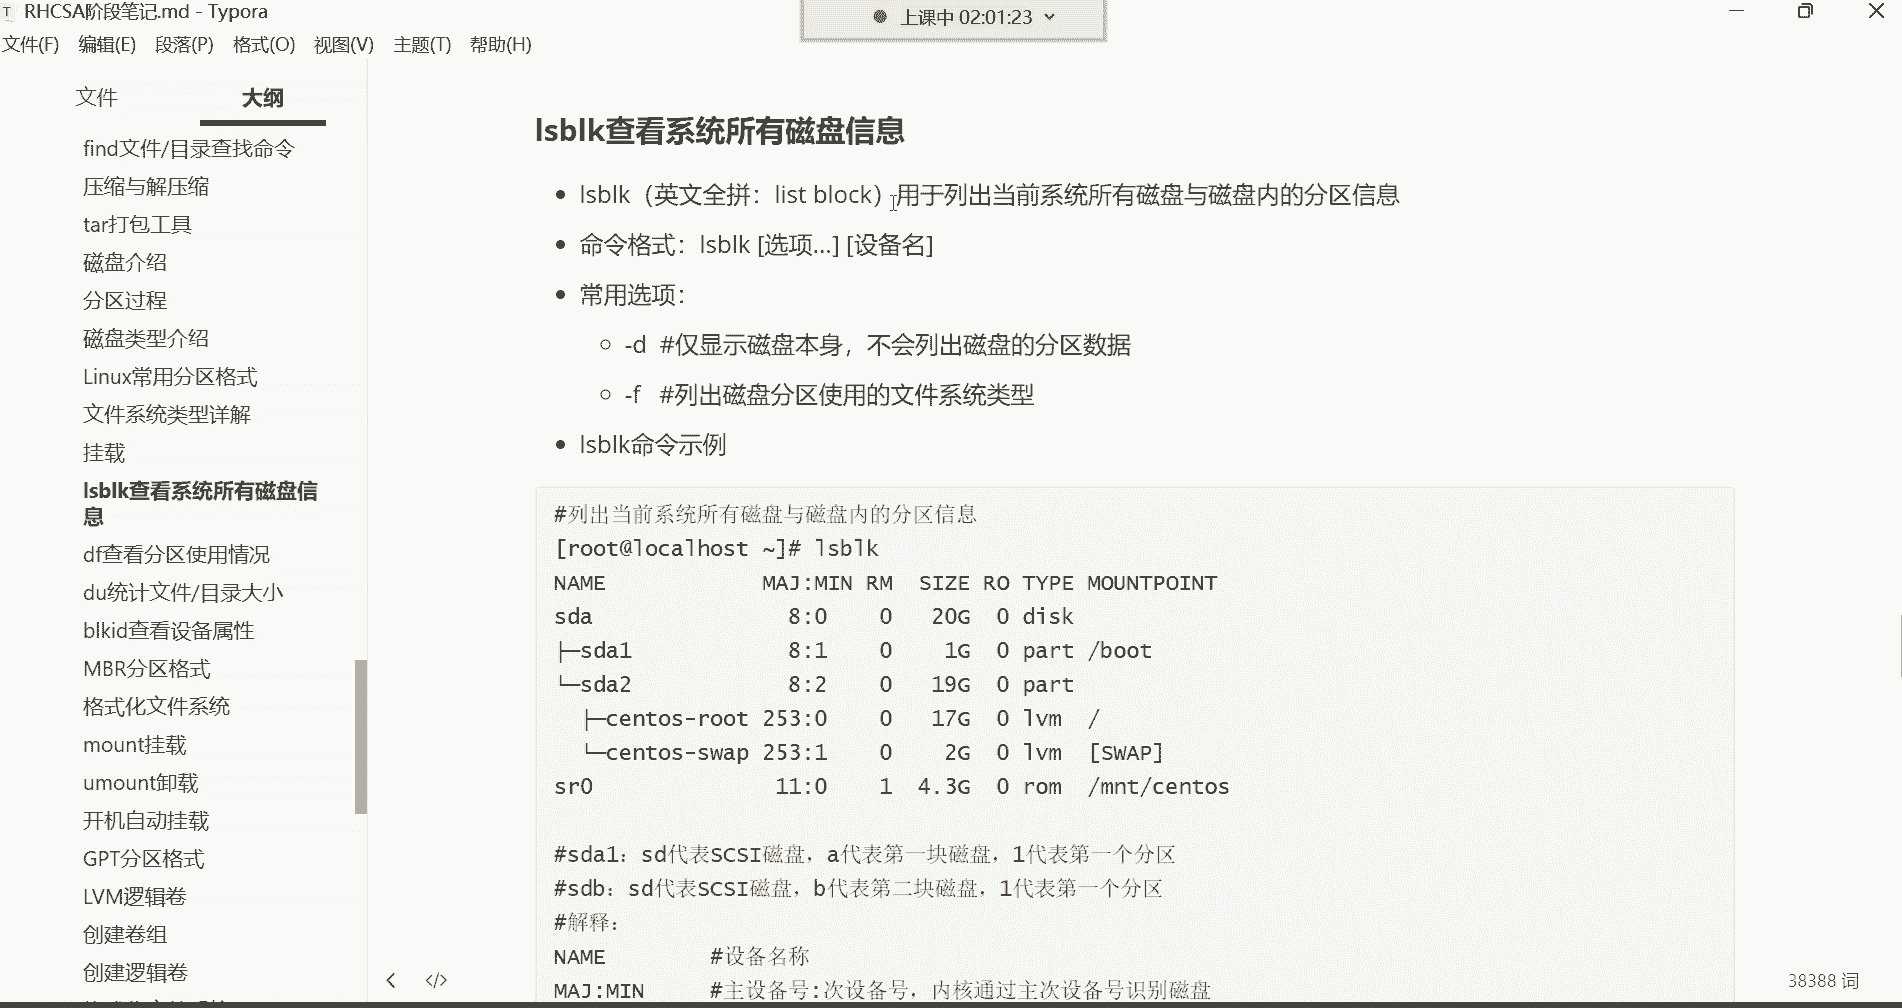 RHCSA阶段笔记.md - Typora
上课中 02:01:23
文件(F) 编辑(E) 段落(P) 格式(O) 视图(V) 主题(T) 帮助(H)
文件 大纲
find文件/目录查找命令
压缩与解压缩
tar打包工具
磁盘介绍
分区过程
磁盘类型介绍
Linux常用分区格式
文件系统类型详解
挂载
lsblk查看系统所有磁盘信
息
df查看分区使用情况
du统计文件/目录大小
blkid查看设备属性
MBR分区格式
格式化文件系统
mount挂载
umount卸载
开机自动挂载
GPT分区格式
LVM逻辑卷
创建卷组
创建逻辑卷
lsblk查看系统所有磁盘信息
lsblk（英文全拼：list block）用于列出当前系统所有磁盘与磁盘内的分区信息
命令格式：lsblk [选项...] [设备名]
常用选项：
-d #仅显示磁盘本身，不会列出磁盘的分区数据
-f #列出磁盘分区使用的文件系统类型
lsblk命令示例
#列出当前系统所有磁盘与磁盘内的分区信息
[root@localhost ~]# lsblk
NAME MAJ:MIN RM SIZE RO TYPE MOUNTPOINT
sda 8:0 0 20G 0 disk
├─sda1 8:1 0 1G 0 part /boot
└─sda2 8:2 0 19G 0 part
├─centos-root 253:0 0 17G 0 lvm /
└─centos-swap 253:1 0 2G 0 lvm [SWAP]
sr0 11:0 1 4.3G 0 rom /mnt/centos
#sda1：sd代表SCSI磁盘，a代表第一块磁盘，1代表第一个分区
#sdb：sd代表SCSI磁盘，b代表第二块磁盘，1代表第一个分区
#解释：
NAME #设备名称
MAJ:MIN #主设备号:次设备号，内核通过主次设备号识别磁盘
38388 词